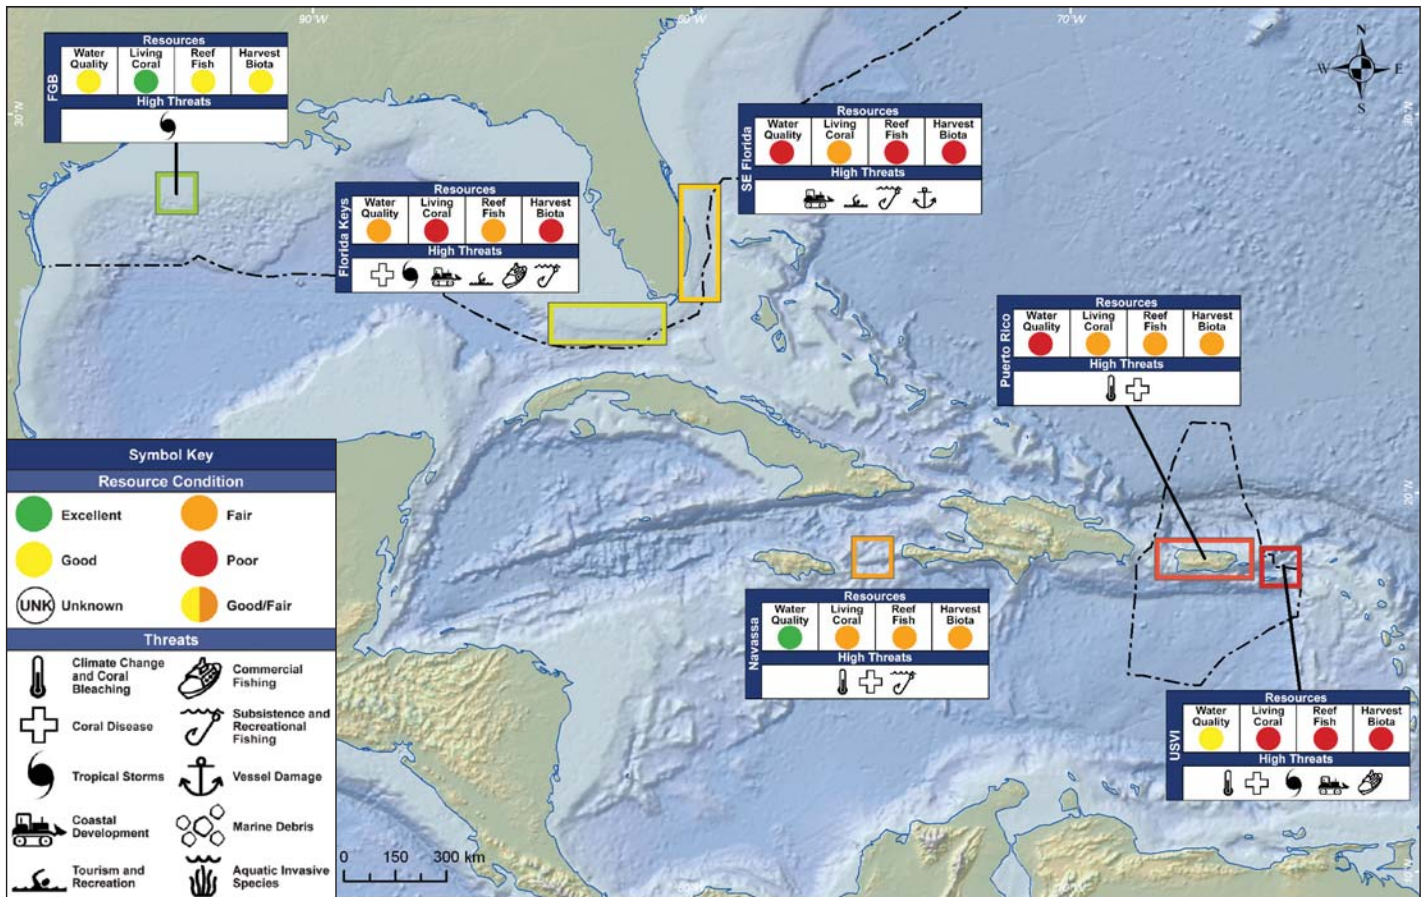 90°W
80°W
70°W
N
W
E
S
30°N
30°N
FGB
Resources
Water Quality
Living Coral
Reef Fish
Harvest Biota
High Threats
SE Florida
Resources
Water Quality
Living Coral
Reef Fish
Harvest Biota
High Threats
Florida Keys
Resources
Water Quality
Living Coral
Reef Fish
Harvest Biota
High Threats
Puerto Rico
Resources
Water Quality
Living Coral
Reef Fish
Harvest Biota
High Threats
20°N
Navassa
Resources
Water Quality
Living Coral
Reef Fish
Harvest Biota
High Threats
USVI
Resources
Water Quality
Living Coral
Reef Fish
Harvest Biota
High Threats
Symbol Key
Resource Condition
Excellent
Fair
Good
Poor
UNK
Unknown
Good/Fair
Threats
Climate Change
and Coral
Bleaching
Commercial
Fishing
Coral Disease
Subsistence and
Recreational
Fishing
Tropical Storms
Vessel Damage
Coastal
Development
Marine Debris
Tourism and
Recreation
Aquatic Invasive
Species
0 150 300 km
80°W
70°W
10°N